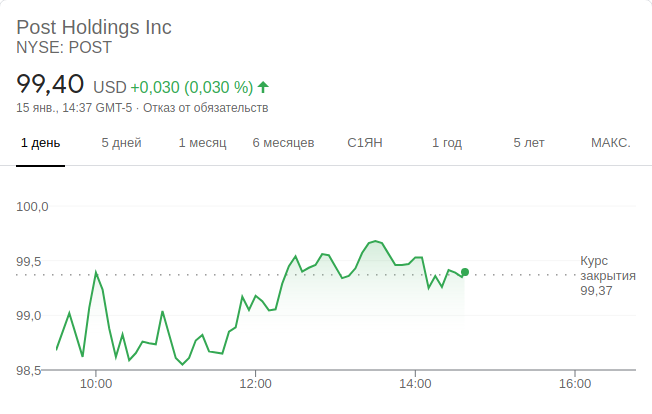 Post Holdings Inc
NYSE: POST
99,40 USD +0,030 (0,030 %)
15 янв., 14:37 GMT-5 · Отказ от обязательств
1 день 5 дней 1 месяц 6 месяцев С1ЯН 1 год 5 лет МАКС.
100,0
99,5
Курс
закрытия
99,37
99,0
98,5
10:00 12:00 14:00 16:00